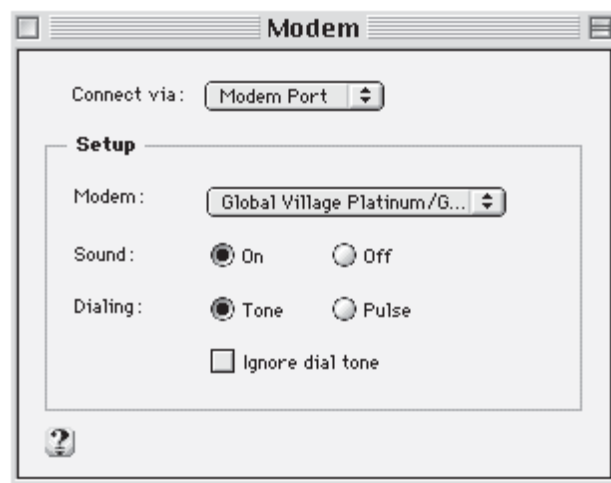 Modem
Connect via: Modem Port
Setup
Modem: Global Village Platinum/G...
Sound: On Off
Dialing: Tone Pulse
Ignore dial tone
?